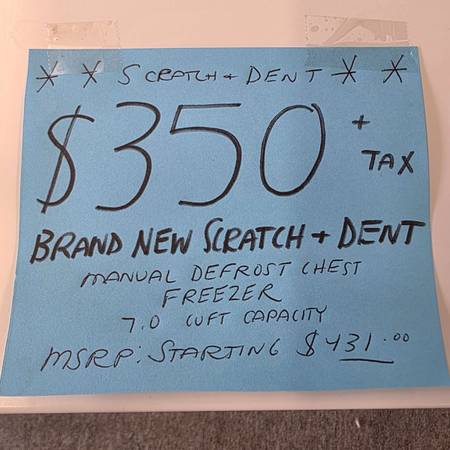 * * SCRATCH + DENT * *
$350 + TAX
BRAND NEW SCRATCH + DENT
MANUAL DEFROST CHEST
FREEZER
7.0 CUFT CAPACITY
MSRP: STARTING $431.00